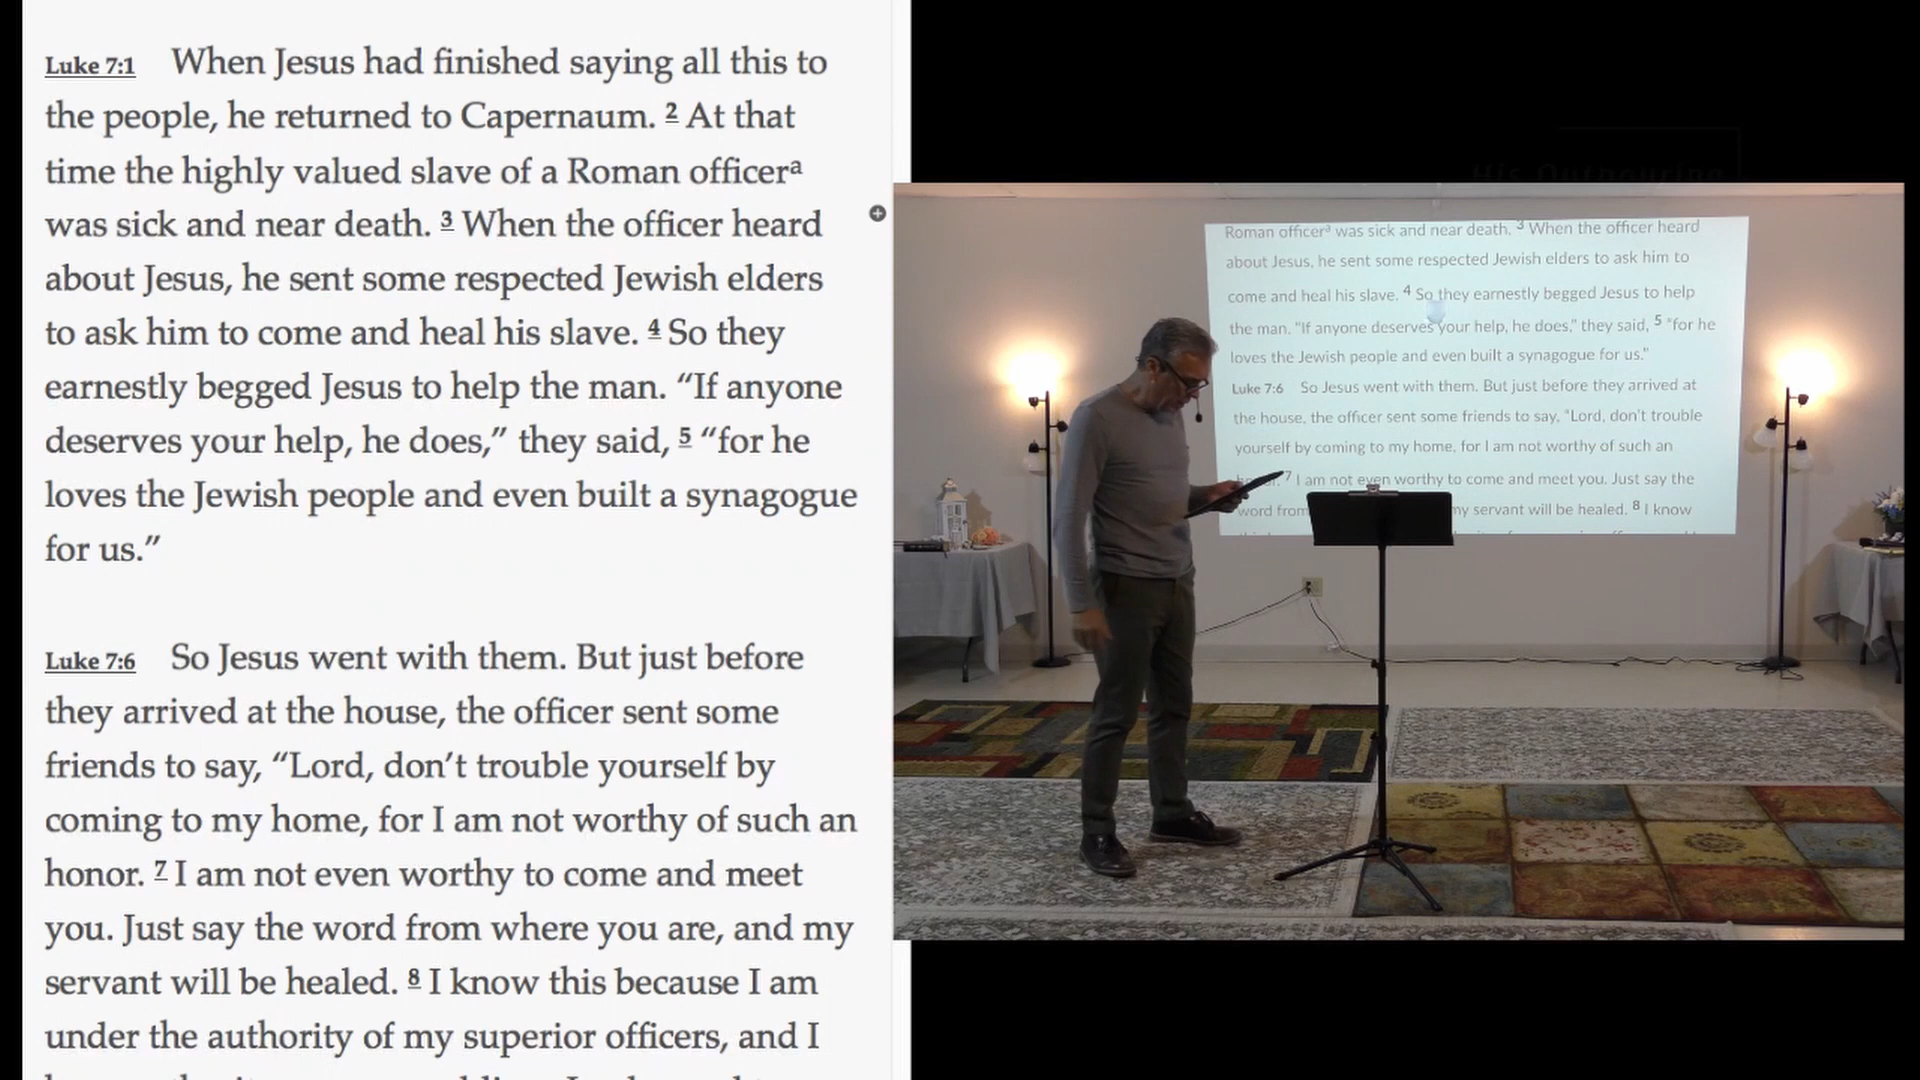 Luke 7:1 When Jesus had finished saying all this to
the people, he returned to Capernaum. 2 At that
time the highly valued slave of a Roman officerᵃ
was sick and near death. 3 When the officer heard
about Jesus, he sent some respected Jewish elders
to ask him to come and heal his slave. 4 So they
earnestly begged Jesus to help the man. “If anyone
deserves your help, he does,” they said, 5 “for he
loves the Jewish people and even built a synagogue
for us.”
Luke 7:6 So Jesus went with them. But just before
they arrived at the house, the officer sent some
friends to say, “Lord, don’t trouble yourself by
coming to my home, for I am not worthy of such an
honor. 7 I am not even worthy to come and meet
you. Just say the word from where you are, and my
servant will be healed. 8 I know this because I am
under the authority of my superior officers, and I
His Outpouring
Roman officerᵃ was sick and near death. 3 When the officer heard
about Jesus, he sent some respected Jewish elders to ask him to
come and heal his slave. 4 So they earnestly begged Jesus to help
the man. “If anyone deserves your help, he does,” they said, 5 “for he
loves the Jewish people and even built a synagogue for us.”
Luke 7:6 So Jesus went with them. But just before they arrived at
the house, the officer sent some friends to say, “Lord, don’t trouble
yourself by coming to my home, for I am not worthy of such an
7 I am not even worthy to come and meet you. Just say the
word from my servant will be healed. 8 I know